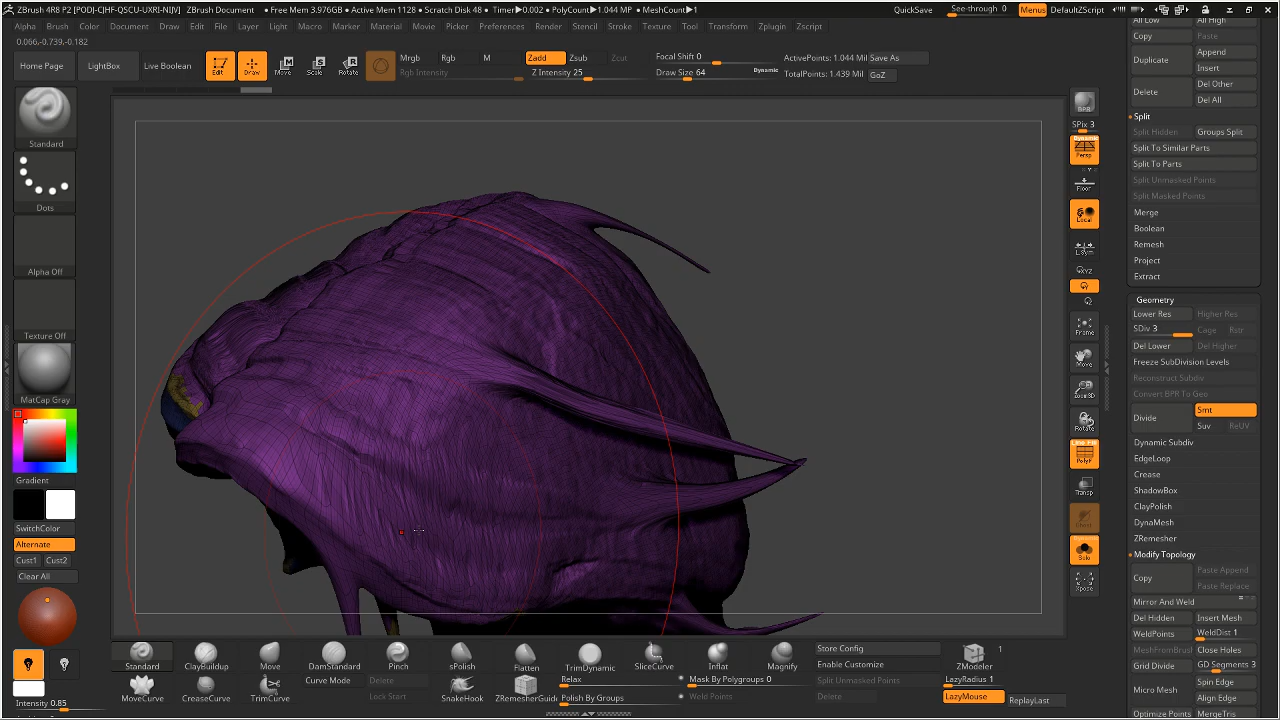 ZBrush 4R8 P2 [PODJ-CJHF-QSCU-UXRI-NIJV] ZBrush Document • Free Mem 3.976GB • Active Mem 1128 • Scratch Disk 48 • Timer▶0.002 • PolyCount▶1.044 MP • MeshCount▶1 QuickSave See-through 0 Menus DefaultZScript
Alpha Brush Color Document Draw Edit File Layer Light Macro Marker Material Movie Picker Preferences Render Stencil Stroke Texture Tool Transform Zplugin Zscript
0.066,-0.739,-0.182
Home Page LightBox Live Boolean Edit Draw Move Scale Rotate
Mrgb Rgb M Zadd Zsub Zcut Focal Shift 0 ActivePoints: 1.044 Mil Save As
Rgb Intensity Z Intensity 25 Draw Size 64 Dynamic TotalPoints: 1.439 Mil GoZ
Standard
Dots
Alpha Off
Texture Off
MatCap Gray
Gradient
SwitchColor
Alternate
Cust1 Cust2
Clear All
Intensity 0.85
BPR
SPix 3
Dynamic
Persp
Floor
Local
L.Sym
XYZ
Frame
Move
Zoom3D
Rotate
Line Fill
PolyF
Transp
Ghost
Dynamic
Solo
Xpose
All Low All High
Copy Paste
Duplicate Append
Insert
Delete Del Other
Del All
Split
Split Hidden Groups Split
Split To Similar Parts
Split To Parts
Split Unmasked Points
Split Masked Points
Merge
Boolean
Remesh
Project
Extract
Geometry
Lower Res Higher Res
SDiv 3 Cage Rstr
Del Lower Del Higher
Freeze SubDivision Levels
Reconstruct Subdiv
Convert BPR To Geo
Divide Smt
Suv ReUV
Dynamic Subdiv
EdgeLoop
Crease
ShadowBox
ClayPolish
DynaMesh
ZRemesher
Modify Topology
Copy Paste Append
Paste Replace
Mirror And Weld
Del Hidden Insert Mesh
WeldPoints WeldDist 1
MeshFromBrush Close Holes
Grid Divide GD Segments 3
Micro Mesh Spin Edge
Align Edge
Optimize Points MergeTris
Standard ClayBuildup Move DamStandard Pinch sPolish Flatten TrimDynamic SliceCurve Inflat Magnify
MoveCurve CreaseCurve TrimCurve Curve Mode Delete SnakeHook ZRemesherGuide
Lock Start
Relax
Polish By Groups
Mask By Polygroups 0
Weld Points
Store Config
Enable Customize
Split Unmasked Points
Delete
ZModeler 1
LazyRadius 1
LazyMouse ReplayLast